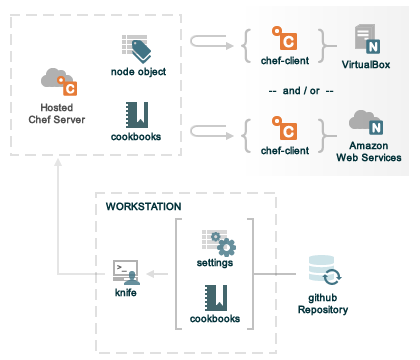 node object
chef-client
VirtualBox
-- and / or --
Hosted
Chef Server
cookbooks
chef-client
Amazon
Web Services
WORKSTATION
settings
knife
cookbooks
github
Repository
C
C
N
C
N
>_